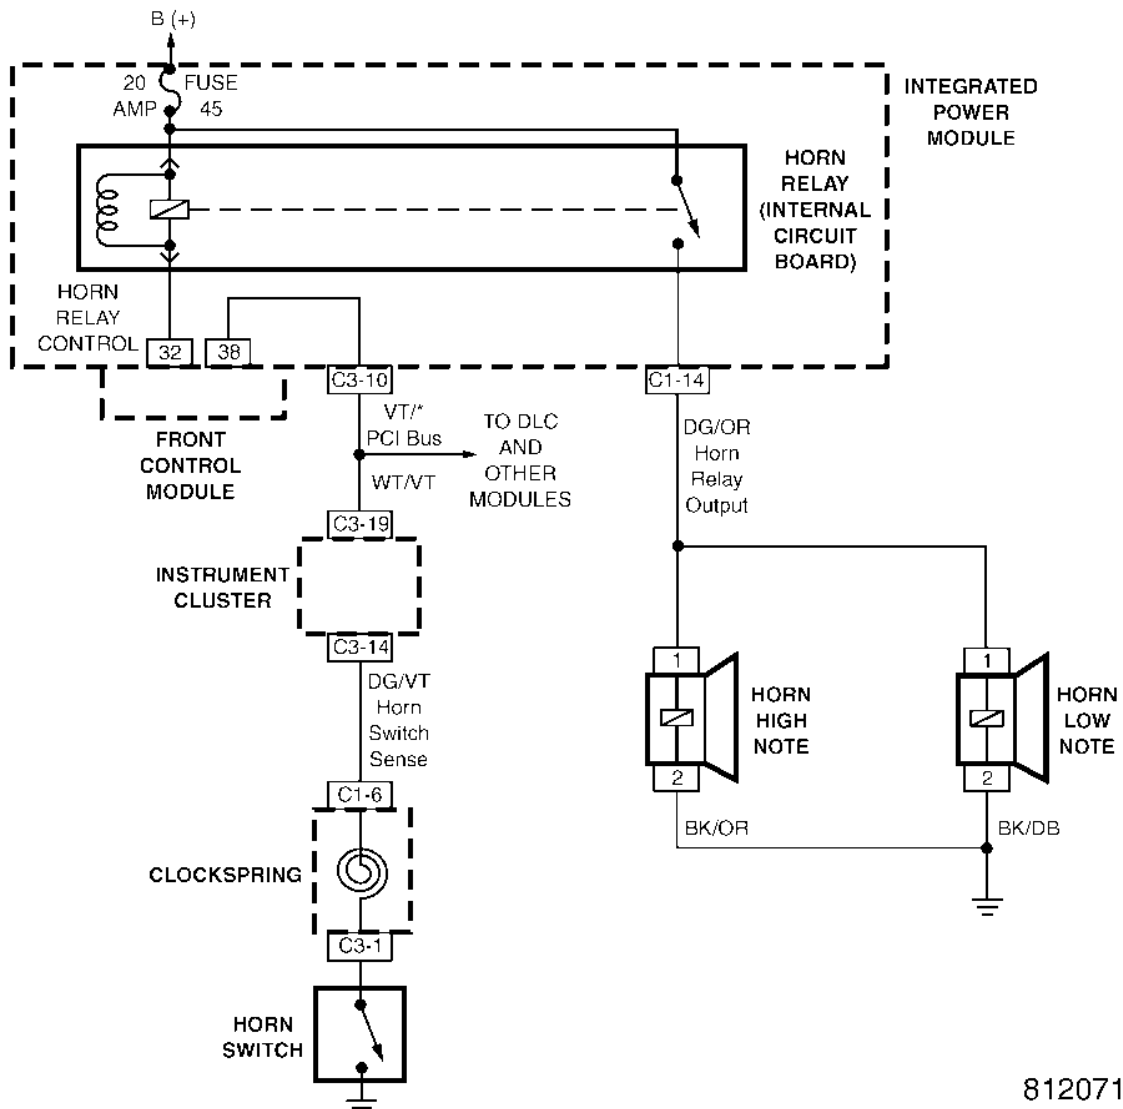 B (+)
20
AMP
FUSE
45
INTEGRATED
POWER
MODULE
HORN
RELAY
(INTERNAL
CIRCUIT
BOARD)
HORN
RELAY
CONTROL
32
38
C3-10
C1-14
FRONT
CONTROL
MODULE
VT/*
PCI Bus
WT/VT
TO DLC
AND
OTHER
MODULES
DG/OR
Horn
Relay
Output
C3-19
INSTRUMENT
CLUSTER
C3-14
DG/VT
Horn
Switch
Sense
1
HORN
HIGH
NOTE
2
BK/OR
1
HORN
LOW
NOTE
2
BK/DB
C1-6
CLOCKSPRING
C3-1
HORN
SWITCH
812071